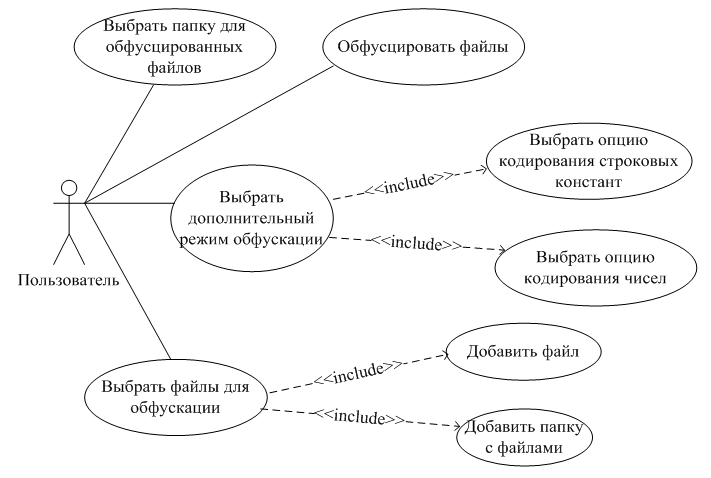 Выбрать папку для
обфусцированных
файлов
Обфусцировать файлы
Выбрать опцию
кодирования строковых
констант
<<include>>
Выбрать
дополнительный
режим обфускации
<<include>>
Выбрать опцию
кодирования чисел
Пользователь
Добавить файл
<<include>>
Выбрать файлы для
обфускации
<<include>>
Добавить папку
с файлами